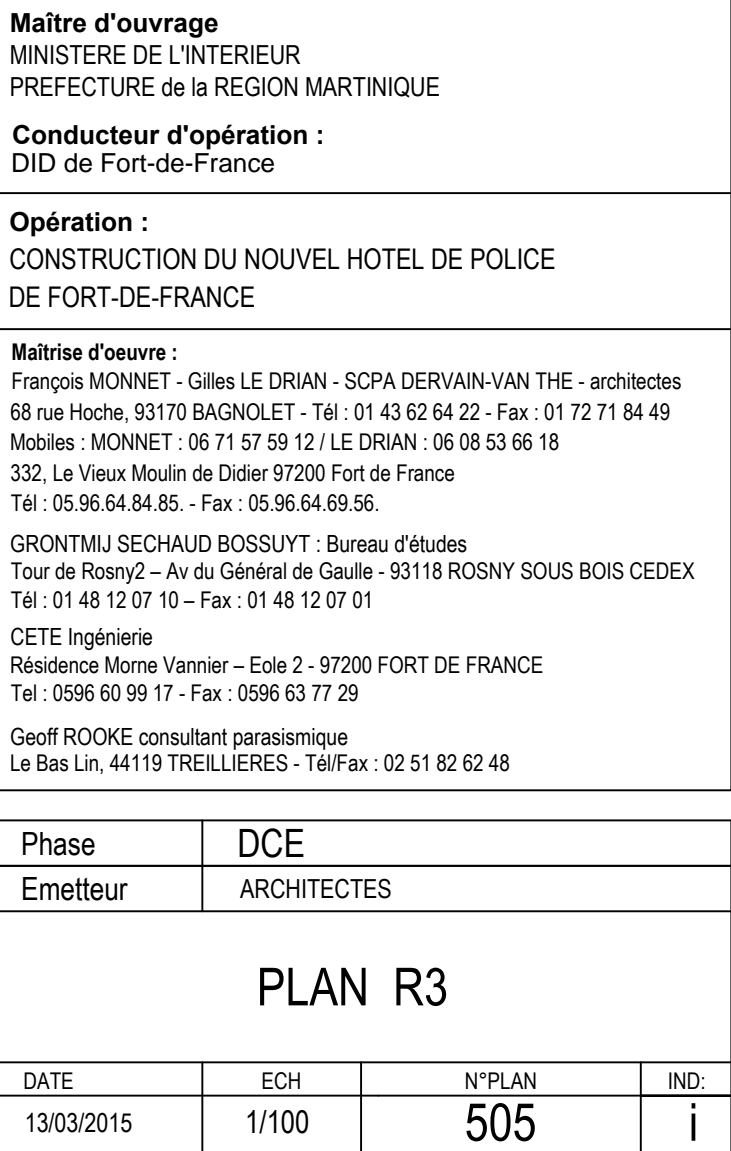 Maître d'ouvrage
MINISTERE DE L'INTERIEUR
PREFECTURE de la REGION MARTINIQUE
Conducteur d'opération :
DID de Fort-de-France
Opération :
CONSTRUCTION DU NOUVEL HOTEL DE POLICE
DE FORT-DE-FRANCE
Maîtrise d'oeuvre :
François MONNET - Gilles LE DRIAN - SCPA DERVAIN-VAN THE - architectes
68 rue Hoche, 93170 BAGNOLET - Tél : 01 43 62 64 22 - Fax : 01 72 71 84 49
Mobiles : MONNET : 06 71 57 59 12 / LE DRIAN : 06 08 53 66 18
332, Le Vieux Moulin de Didier 97200 Fort de France
Tél : 05.96.64.84.85. - Fax : 05.96.64.69.56.
GRONTMIJ SECHAUD BOSSUYT : Bureau d'études
Tour de Rosny2 – Av du Général de Gaulle - 93118 ROSNY SOUS BOIS CEDEX
Tél : 01 48 12 07 10 – Fax : 01 48 12 07 01
CETE Ingénierie
Résidence Morne Vannier – Eole 2 - 97200 FORT DE FRANCE
Tel : 0596 60 99 17 - Fax : 0596 63 77 29
Geoff ROOKE consultant parasismique
Le Bas Lin, 44119 TREILLIERES - Tél/Fax : 02 51 82 62 48
Phase DCE
Emetteur ARCHITECTES
PLAN R3
DATE ECH N°PLAN IND:
13/03/2015 1/100 505 i